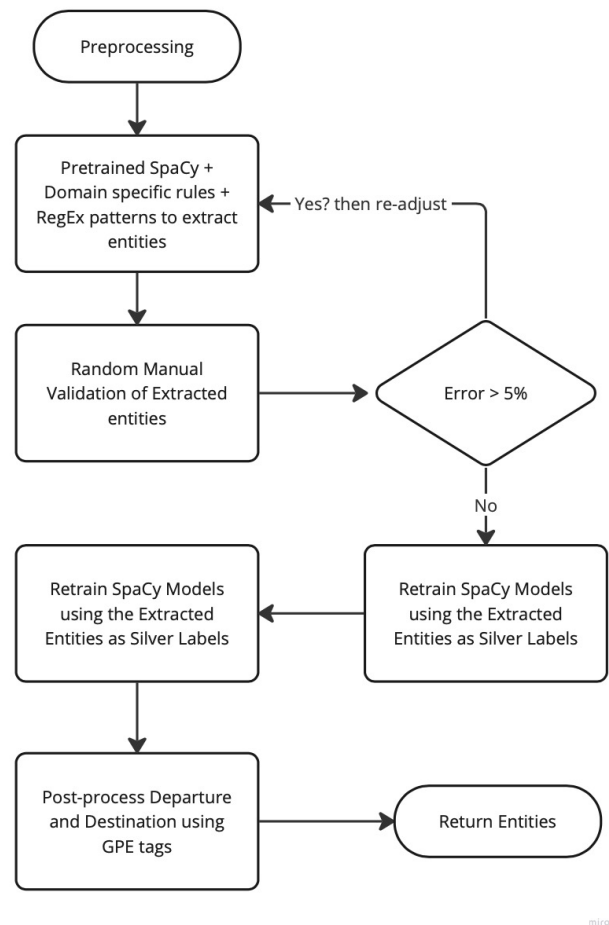 Preprocessing
Pretrained SpaCy +
Domain specific rules +
RegEx patterns to extract
entities
Yes? then re-adjust
Random Manual
Validation of Extracted
entities
Error > 5%
No
Retrain SpaCy Models
using the Extracted
Entities as Silver Labels
Retrain SpaCy Models
using the Extracted
Entities as Silver Labels
Post-process Departure
and Destination using
GPE tags
Return Entities
miro